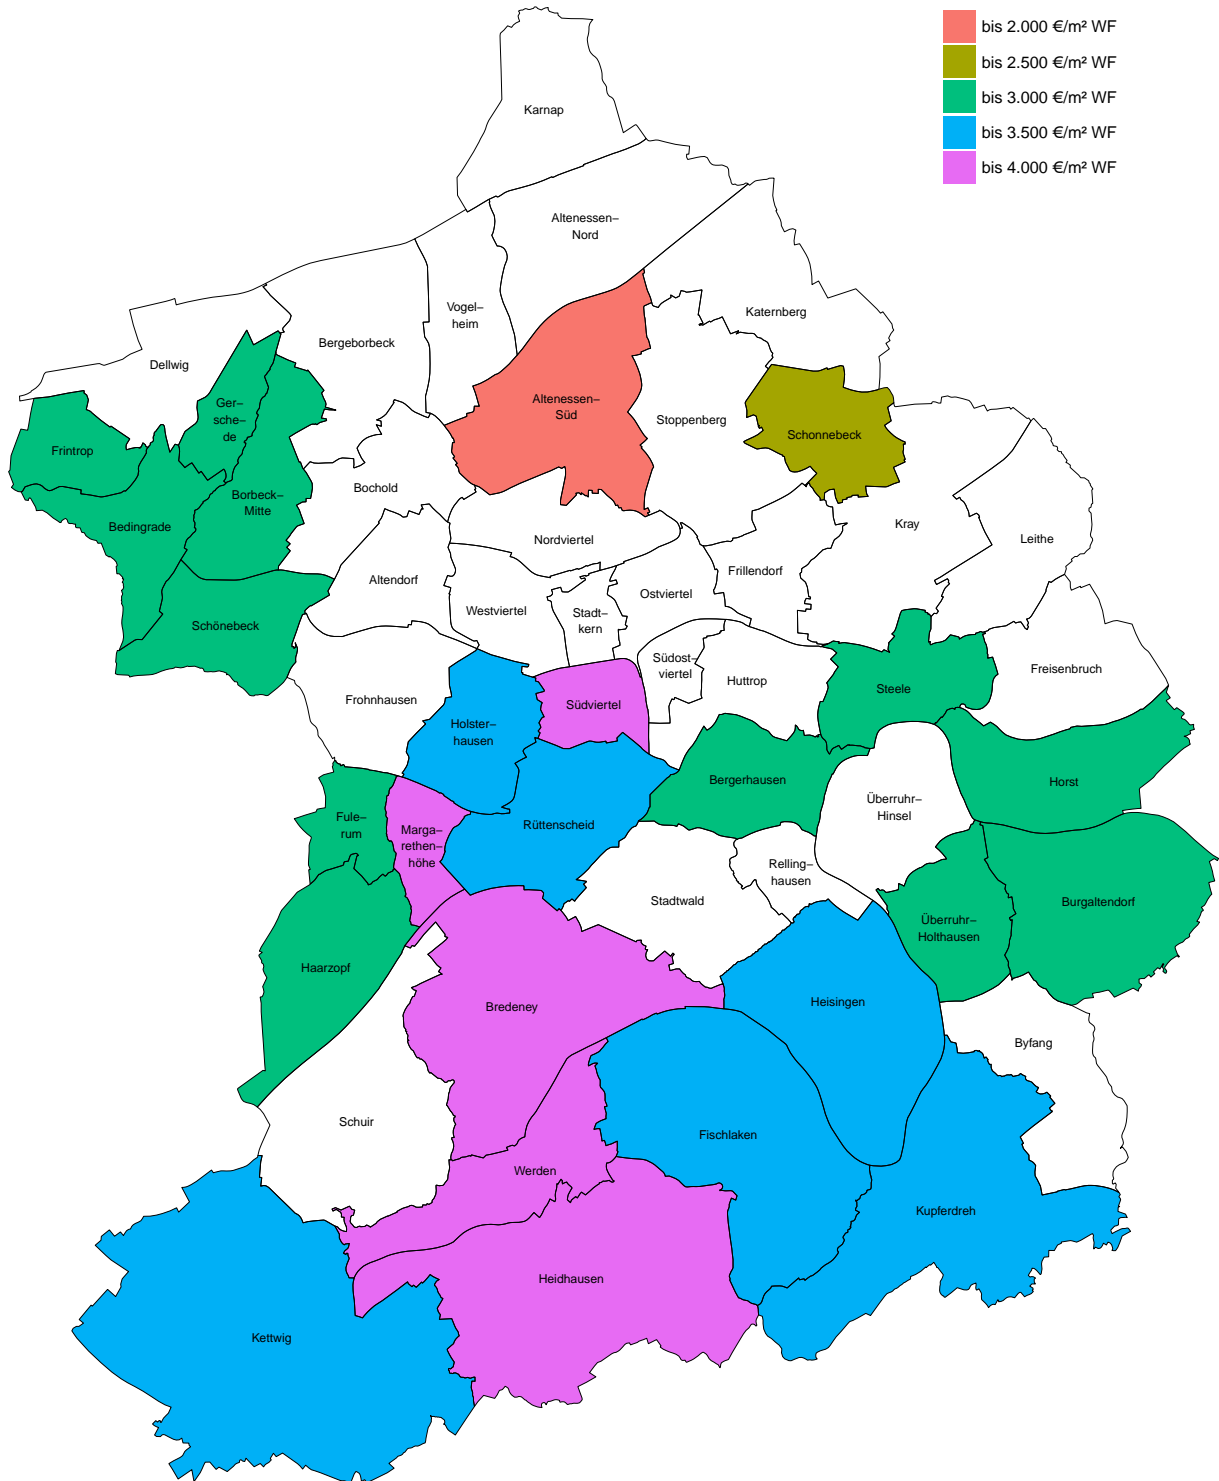 bis 2.000 €/m² WF
bis 2.500 €/m² WF
bis 3.000 €/m² WF
bis 3.500 €/m² WF
bis 4.000 €/m² WF
Karnap
Altenessen–
Nord
Vogel–
heim
Katernberg
Bergeborbeck
Dellwig
Ger–
sche–
de
Altenessen–
Süd
Stoppenberg
Schonnebeck
Frintrop
Bochold
Borbeck–
Mitte
Bedingrade
Nordviertel
Kray
Leithe
Altendorf
Frillendorf
Ostviertel
Westviertel
Stadt–
kern
Schönebeck
Südost–
viertel
Huttrop
Steele
Freisenbruch
Frohnhausen
Südviertel
Holster–
hausen
Bergerhausen
Horst
Überruhr–
Hinsel
Fule–
rum
Marga–
rethen–
höhe
Rüttenscheid
Relling–
hausen
Stadtwald
Burgaltendorf
Überruhr–
Holthausen
Haarzopf
Bredeney
Heisingen
Byfang
Schuir
Fischlaken
Werden
Kupferdreh
Heidhausen
Kettwig